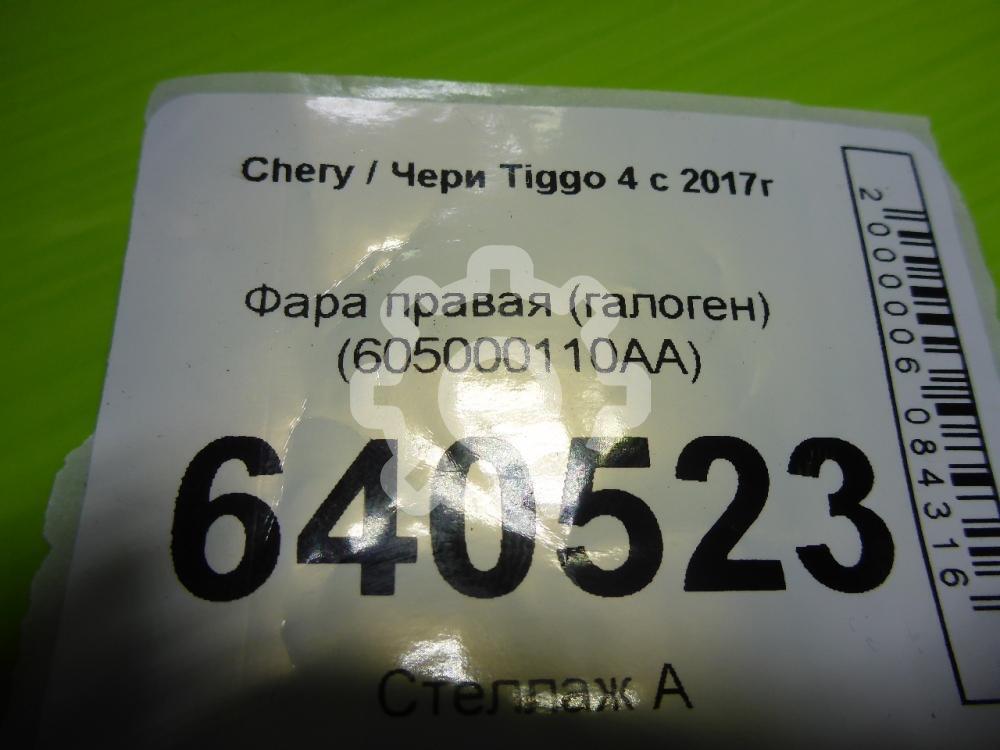 Chery / Чери Tiggo 4 с 2017г
Фара правая (галоген)
(605000110AA)
640523
Стеллаж А
2000006084316